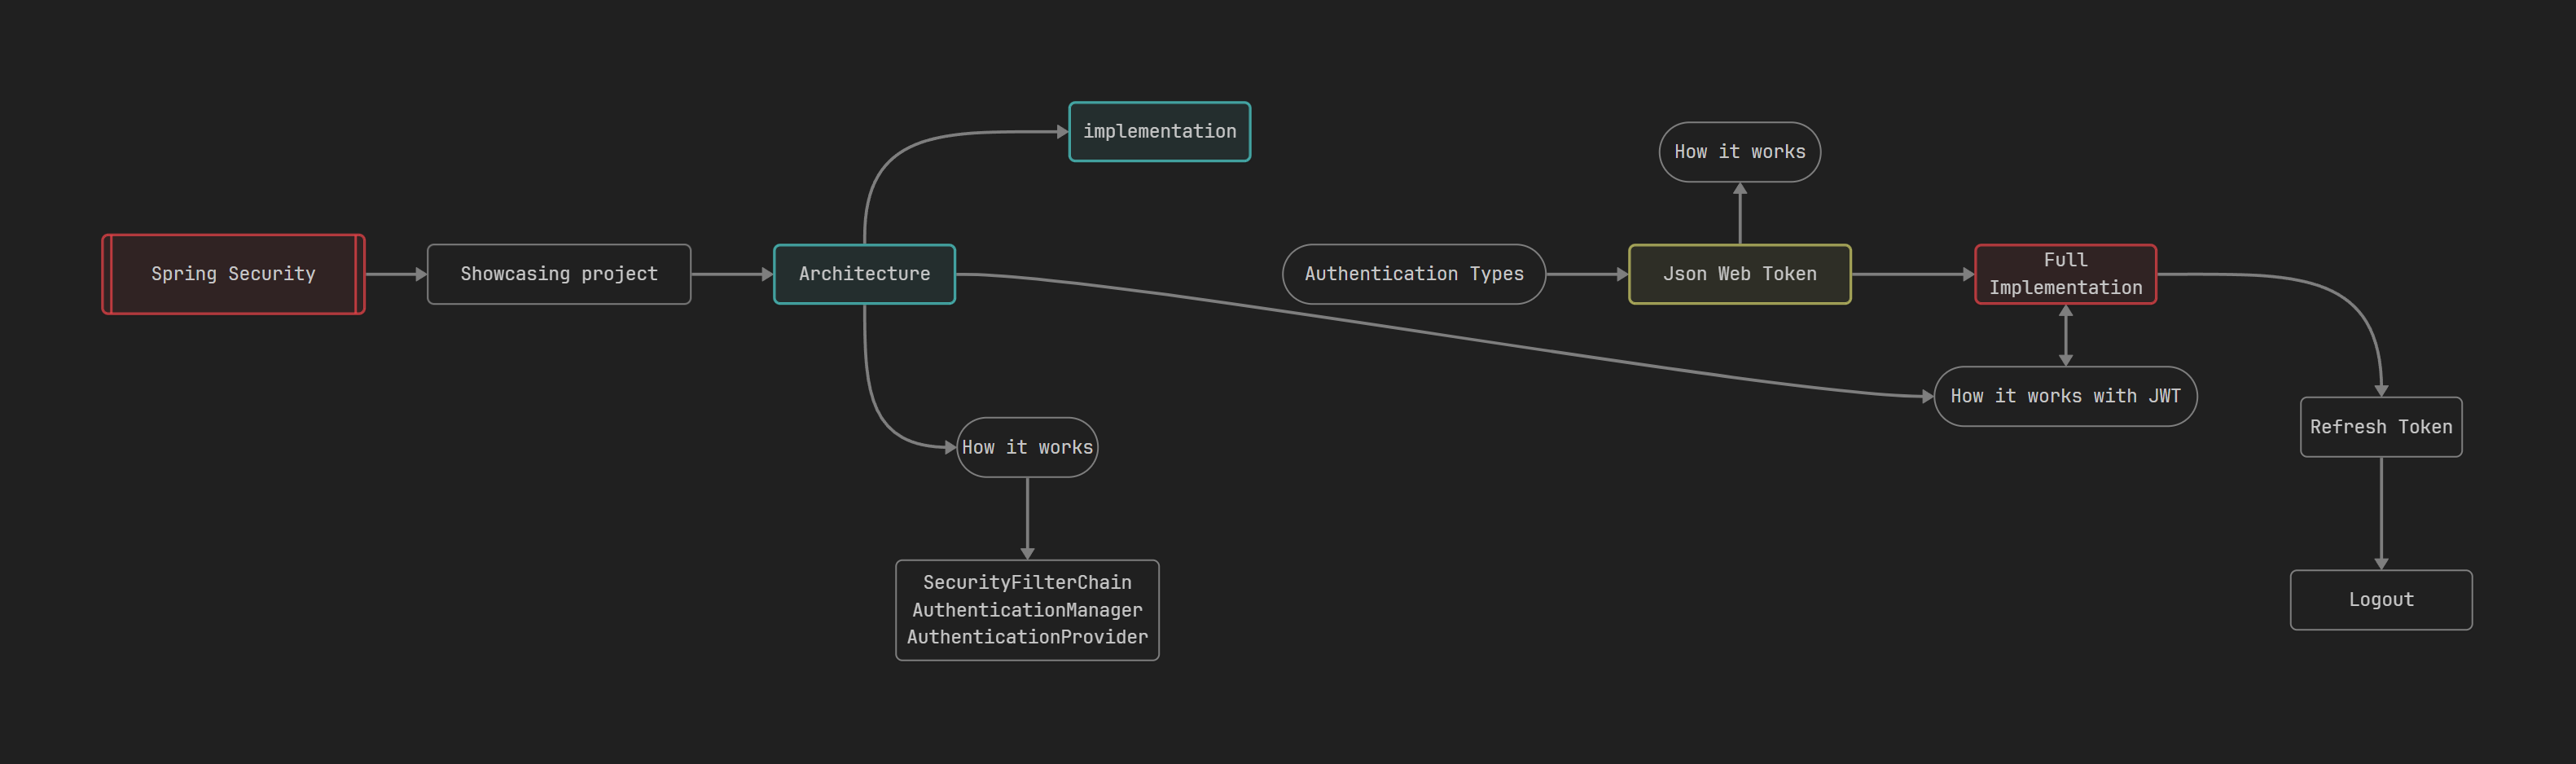 implementation
How it works
Spring Security
Showcasing project
Architecture
Authentication Types
Json Web Token
Full
Implementation
How it works with JWT
Refresh Token
How it works
SecurityFilterChain
AuthenticationManager
AuthenticationProvider
Logout